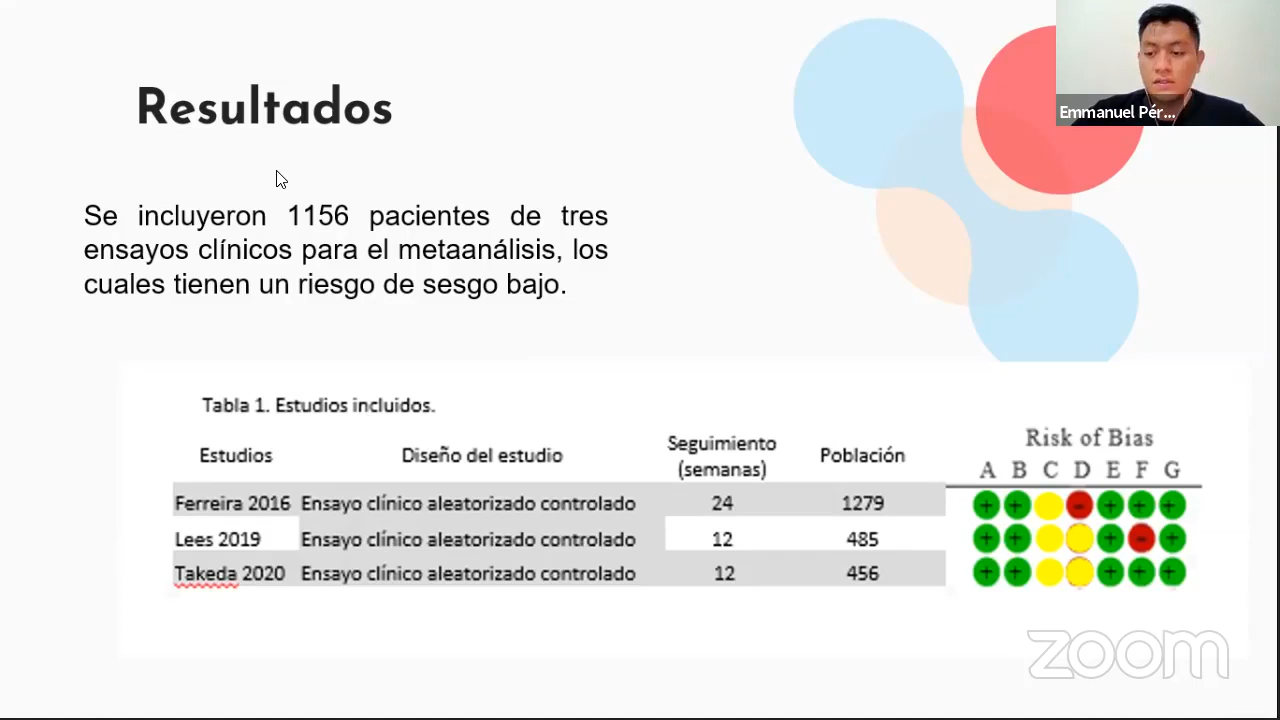 Resultados
Emmanuel Pér...
Se incluyeron 1156 pacientes de tres
ensayos clínicos para el metaanálisis, los
cuales tienen un riesgo de sesgo bajo.
Tabla 1. Estudios incluidos.
Estudios Diseño del estudio Seguimiento (semanas) Población
Risk of Bias
A B C D E F G
Ferreira 2016 Ensayo clínico aleatorizado controlado 24 1279 + + - + + +
Lees 2019 Ensayo clínico aleatorizado controlado 12 485 + + + - +
Takeda 2020 Ensayo clínico aleatorizado controlado 12 456 + + + + +
zoom